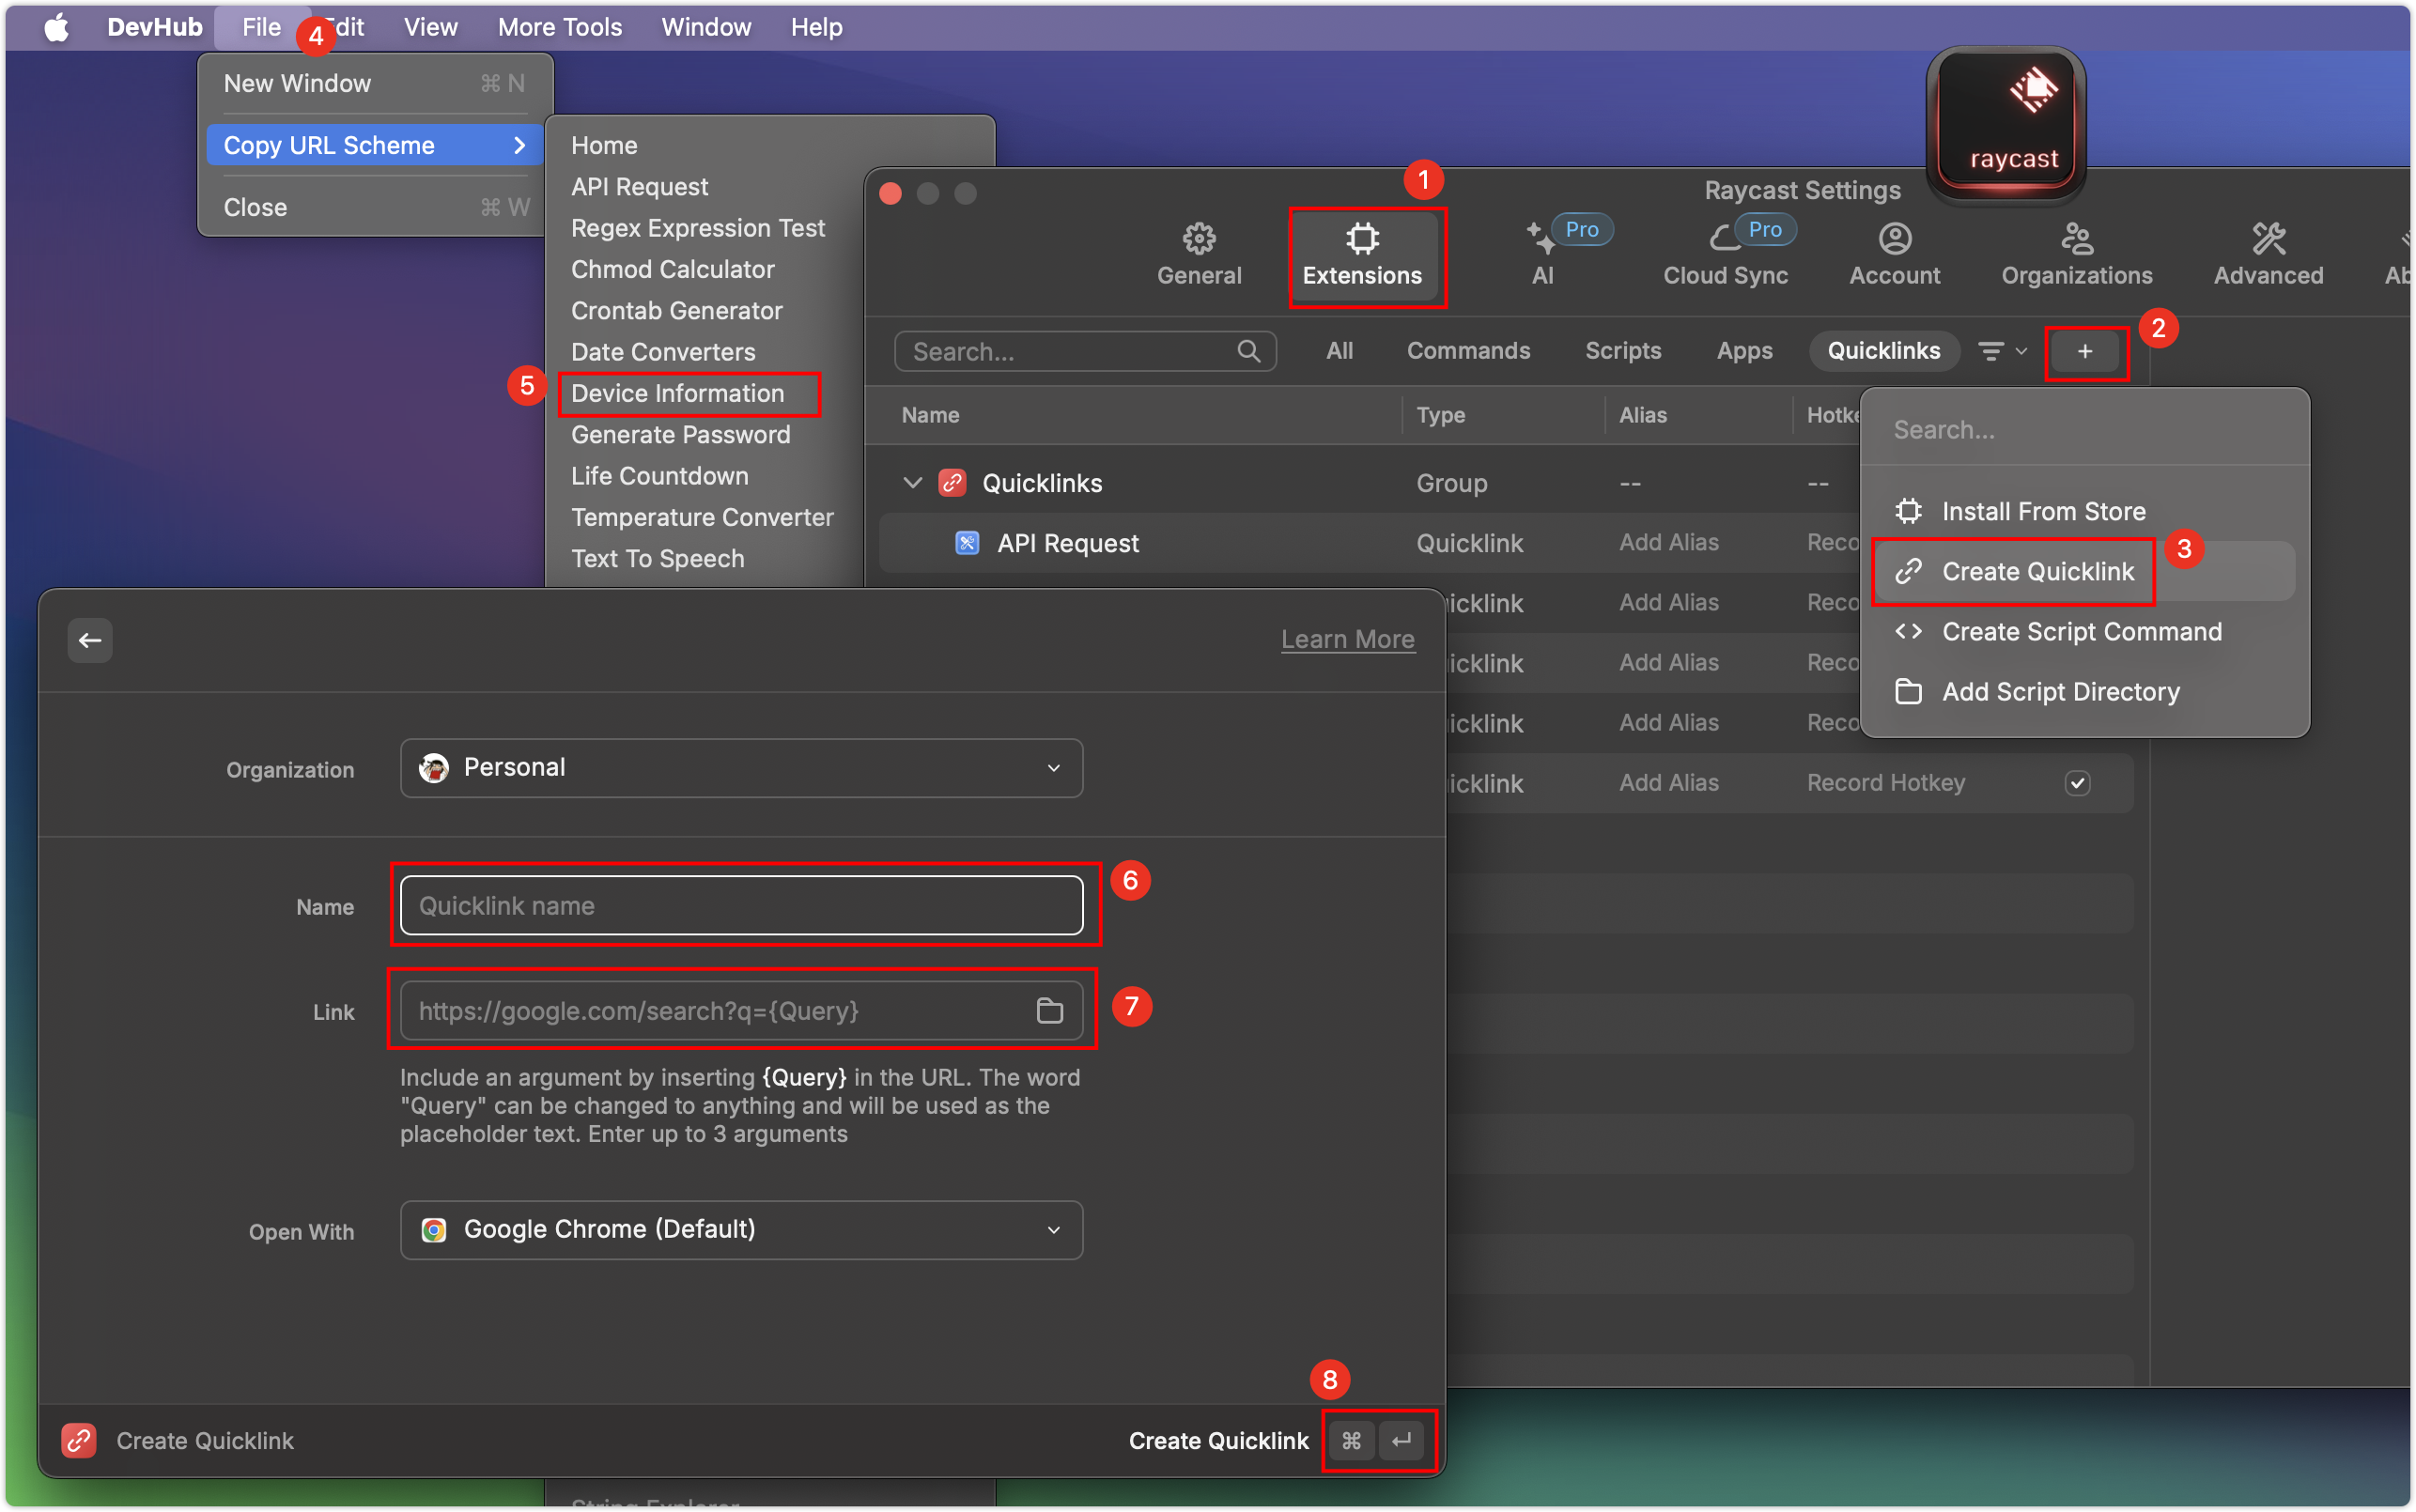 DevHub File Edit View More Tools Window Help
4
New Window ⌘ N
Copy URL Scheme
Close ⌘ W
Home
API Request
Regex Expression Test
Chmod Calculator
Crontab Generator
Date Converters
5
Device Information
Generate Password
Life Countdown
Temperature Converter
Text To Speech
raycast
Raycast Settings
1
General
Extensions
AI
Pro
Cloud Sync
Pro
Account
Organizations
Advanced
Ab
Search...
All Commands Scripts Apps Quicklinks +
2
Name Type Alias Hotke
Quicklinks Group -- --
API Request Quicklink Add Alias Reco
icklink Add Alias Reco
icklink Add Alias Reco
icklink Add Alias Reco
icklink Add Alias Record Hotkey
Search...
Install From Store
3
Create Quicklink
Create Script Command
Add Script Directory
Learn More
Organization Personal
Name Quicklink name
6
Link https://google.com/search?q={Query}
7
Include an argument by inserting {Query} in the URL. The word
"Query" can be changed to anything and will be used as the
placeholder text. Enter up to 3 arguments
Open With Google Chrome (Default)
8
Create Quicklink
Create Quicklink ⌘ ↵
String Explorer